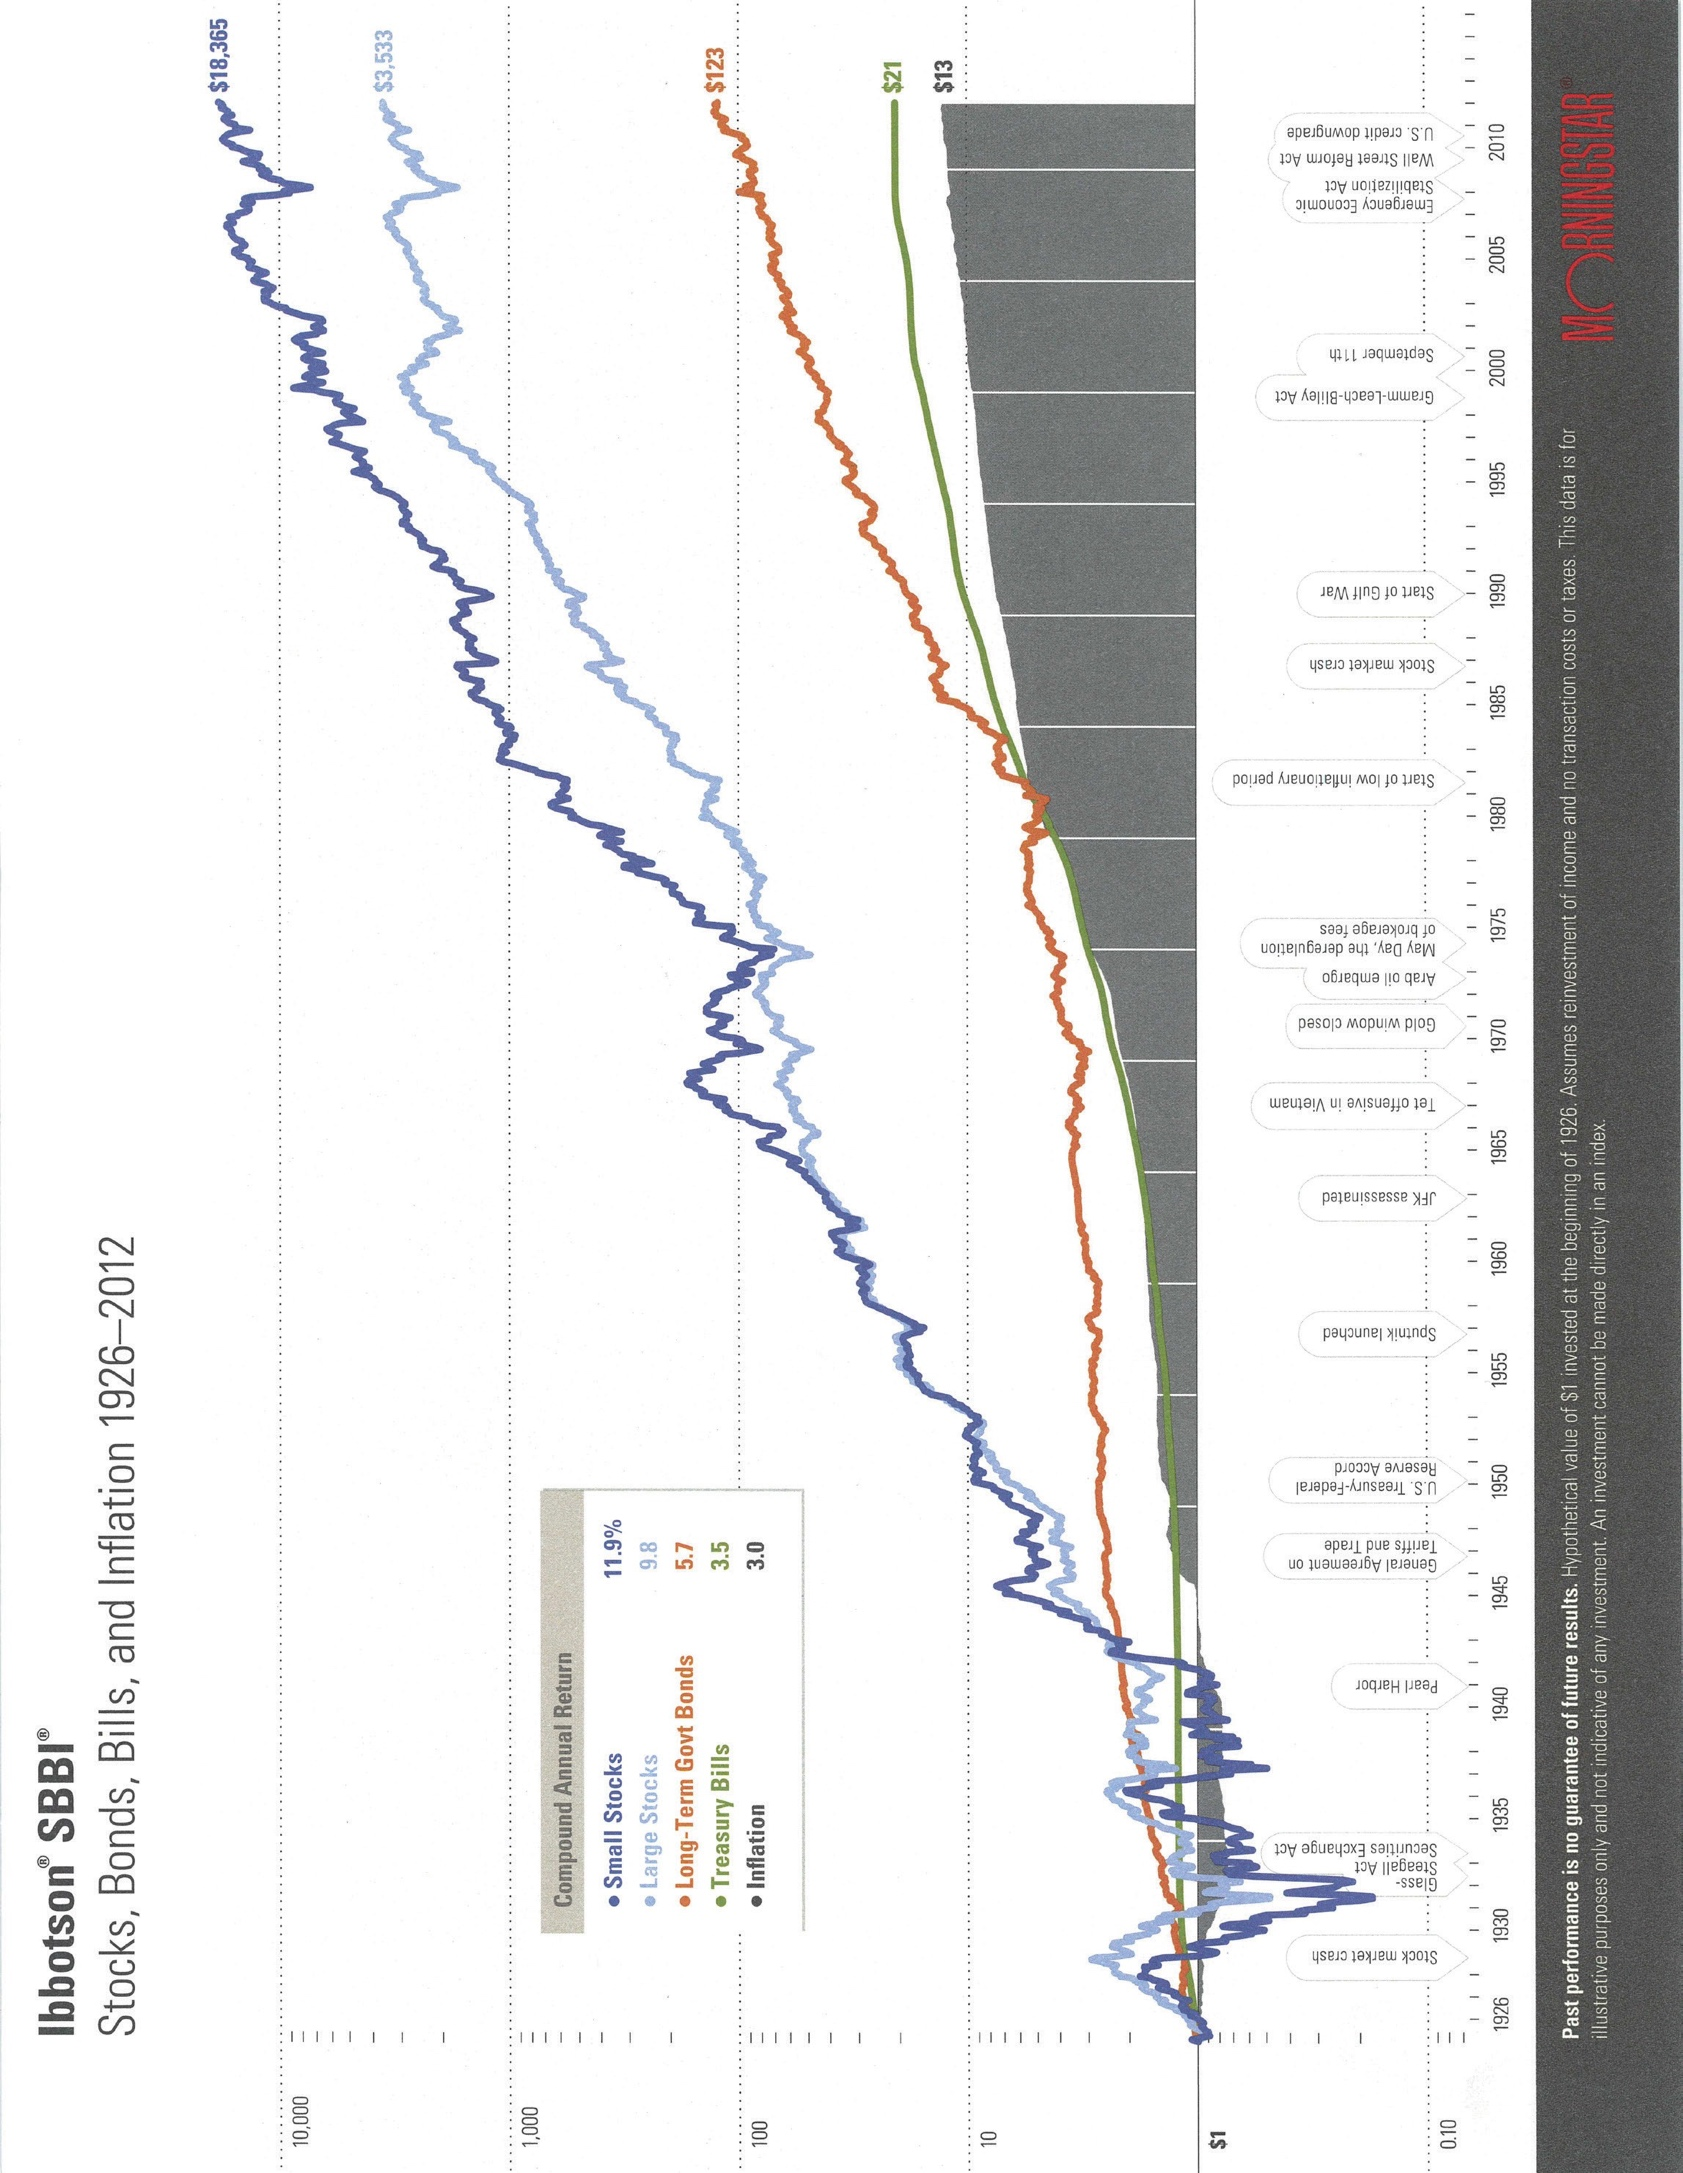 Ibbotson® SBBI®
Stocks, Bonds, Bills, and Inflation 1926–2012
10,000
1,000
100
10
$1
0.10
Compound Annual Return
• Small Stocks 11.9%
• Large Stocks 9.8
• Long-Term Govt Bonds 5.7
• Treasury Bills 3.5
• Inflation 3.0
$18,365
$3,533
$123
$21
$13
Stock market crash
Glass-
Steagall Act
Securities Exchange Act
Pearl Harbor
General Agreement on
Tariffs and Trade
U.S. Treasury-Federal
Reserve Accord
Sputnik launched
JFK assassinated
Tet offensive in Vietnam
Gold window closed
Arab oil embargo
May Day, the deregulation
of brokerage fees
Start of low inflationary period
Stock market crash
Start of Gulf War
Gramm-Leach-Bliley Act
September 11th
Emergency Economic
Stabilization Act
Wall Street Reform Act
U.S. credit downgrade
1926 1930 1935 1940 1945 1950 1955 1960 1965 1970 1975 1980 1985 1990 1995 2000 2005 2010
Past performance is no guarantee of future results. Hypothetical value of $1 invested at the beginning of 1926. Assumes reinvestment of income and no transaction costs or taxes. This data is for
illustrative purposes only and not indicative of any investment. An investment cannot be made directly in an index.
MORNINGSTAR®